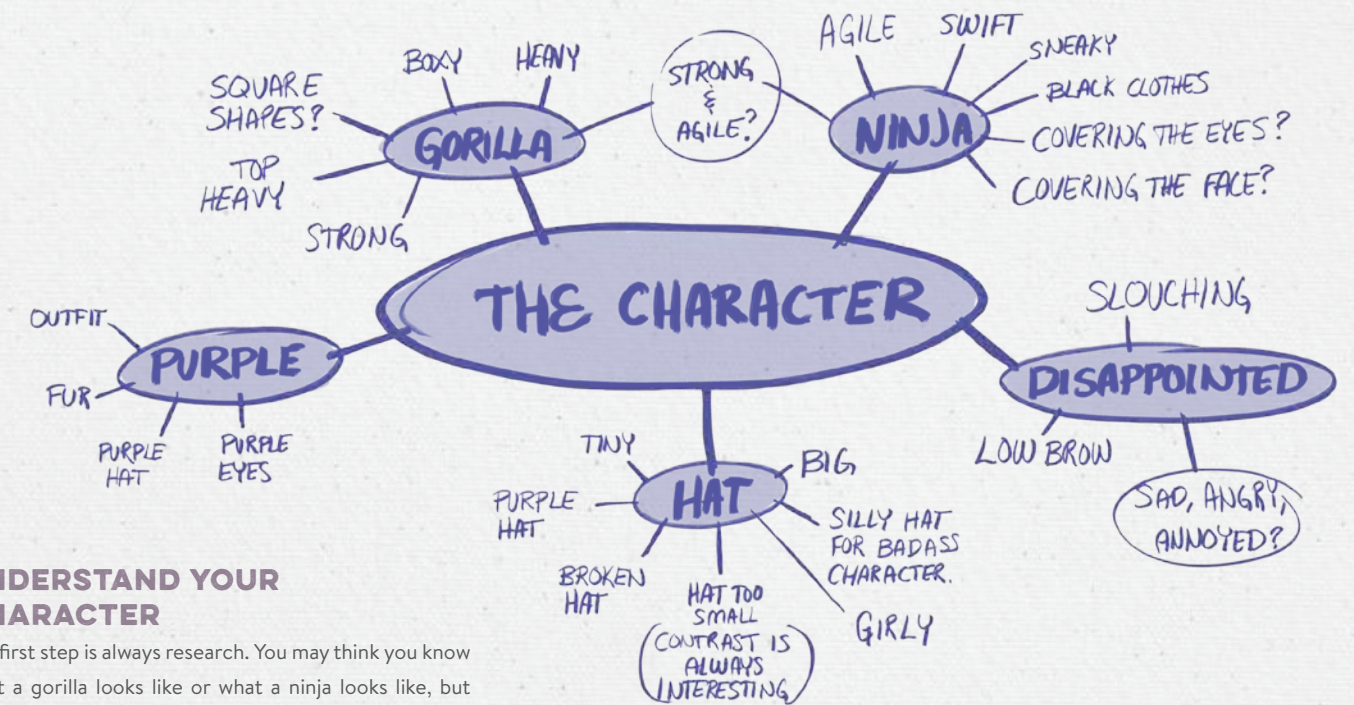 AGILE
SWIFT
SNEAKY
BLACK CLOTHES
COVERING THE EYES?
COVERING THE FACE?
NINJA
STRONG
&
AGILE?
BOXY
HEAVY
SQUARE
SHAPES?
GORILLA
TOP
HEAVY
STRONG
THE CHARACTER
OUTFIT
PURPLE
FUR
PURPLE
HAT
PURPLE
EYES
SLOUCHING
DISAPPOINTED
LOW BROW
SAD, ANGRY,
ANNOYED?
TINY
BIG
HAT
PURPLE
HAT
BROKEN
HAT
HAT TOO
SMALL
(CONTRAST IS
ALWAYS
INTERESTING)
SILLY HAT
FOR BADASS
CHARACTER.
GIRLY
NDERSTAND YOUR
HARACTER
first step is always research. You may think you know
t a gorilla looks like or what a ninja looks like, but